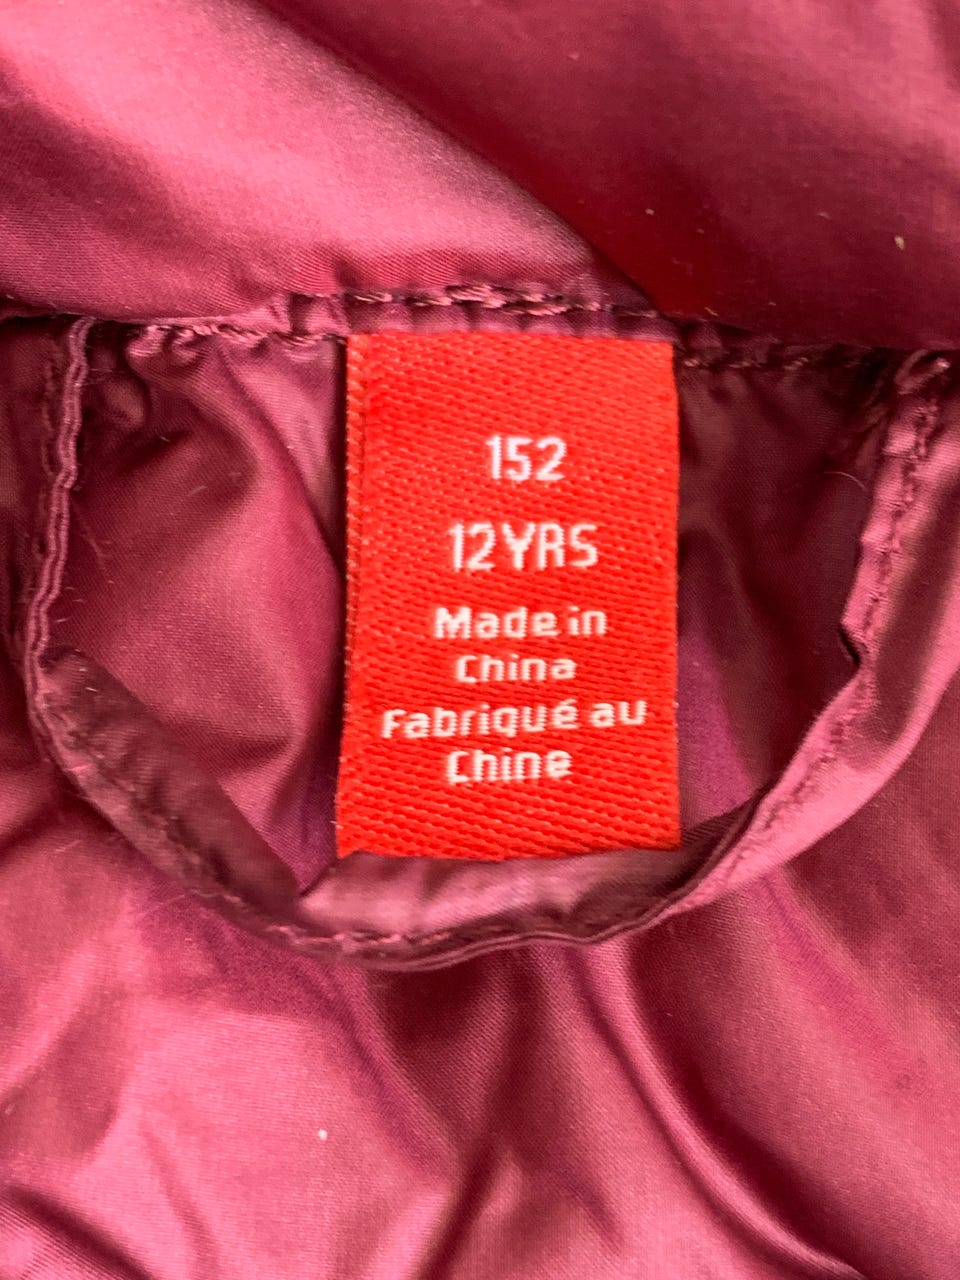 152
12YRS
Made in
China
Fabriqué au
Chine